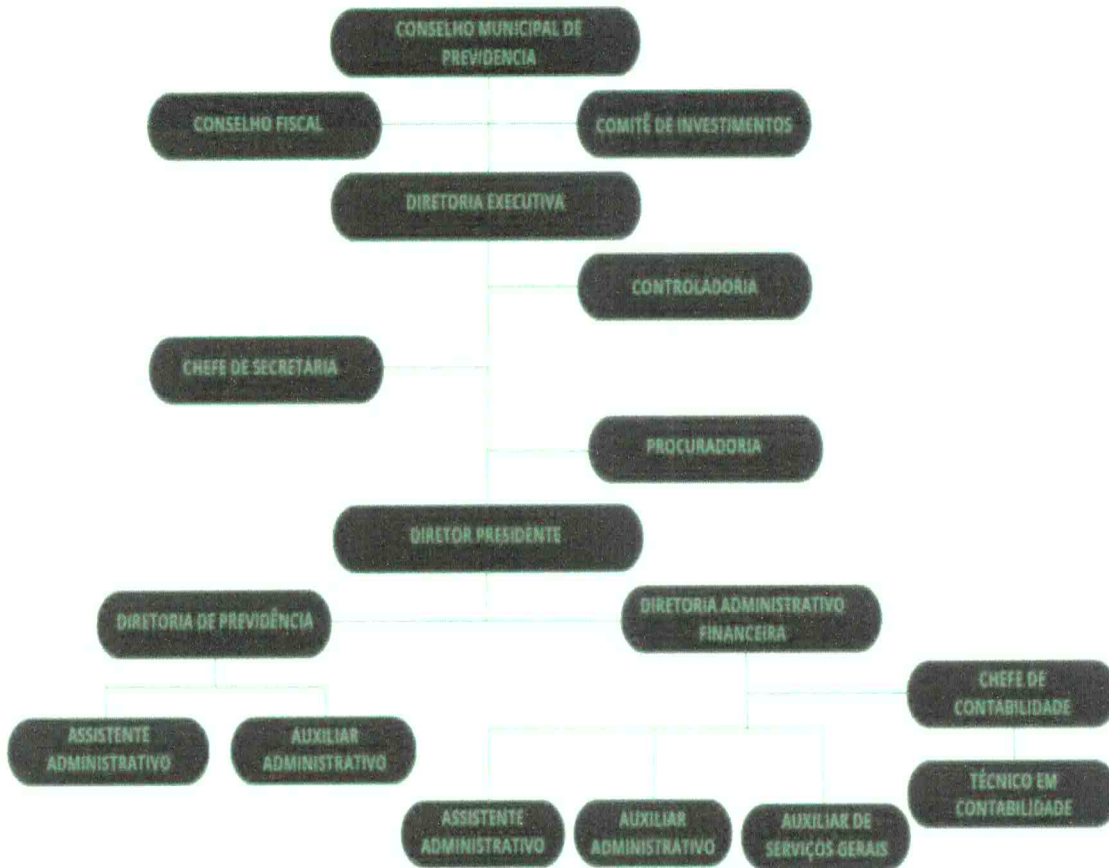 CONSELHO MUNICIPAL DE
PREVIDENCIA
CONSELHO FISCAL
COMITÊ DE INVESTIMENTOS
DIRETORIA EXECUTIVA
CONTROLADORIA
CHEFE DE SECRETARIA
PROCURADORIA
DIRETOR PRESIDENTE
DIRETORIA DE PREVIDÊNCIA
DIRETORIA ADMINISTRATIVO
FINANCEIRA
CHEFE DE
CONTABILIDADE
ASSISTENTE
ADMINISTRATIVO
AUXILIAR
ADMINISTRATIVO
TÉCNICO EM
CONTABILIDADE
ASSISTENTE
ADMINISTRATIVO
AUXILIAR
ADMINISTRATIVO
AUXILIAR DE
SERVIÇOS GERAIS